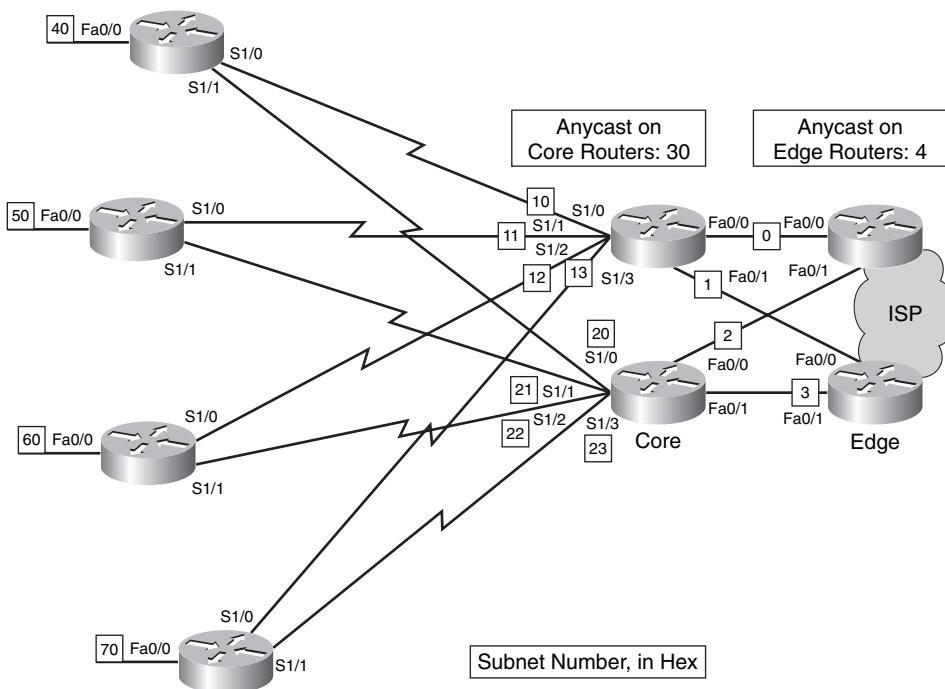 40 Fa0/0
S1/0
S1/1
Anycast on
Core Routers: 30
Anycast on
Edge Routers: 4
50 Fa0/0
S1/0
S1/1
10
S1/0
11
S1/1
S1/2
12
13
S1/3
Fa0/0
0
Fa0/0
Fa0/1
1
Fa0/1
ISP
2
20
S1/0
Fa0/0
Fa0/0
21
S1/1
22
S1/2
S1/3
23
Fa0/1
3
Fa0/1
Core
Edge
60 Fa0/0
S1/0
S1/1
70 Fa0/0
S1/0
S1/1
Subnet Number, in Hex